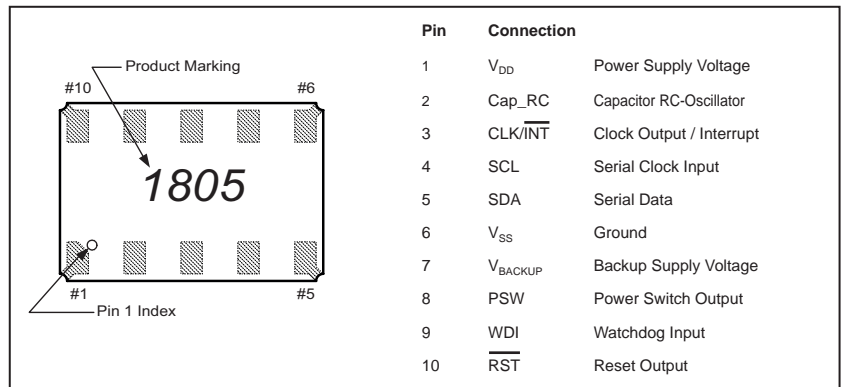 Product Marking
#10 #6
1805
#1 #5
Pin 1 Index
Pin Connection
1 VDD Power Supply Voltage
2 Cap_RC Capacitor RC-Oscillator
3 CLK/I̅N̅T̅ Clock Output / Interrupt
4 SCL Serial Clock Input
5 SDA Serial Data
6 VSS Ground
7 VBACKUP Backup Supply Voltage
8 PSW Power Switch Output
9 WDI Watchdog Input
10 R̅S̅T̅ Reset Output